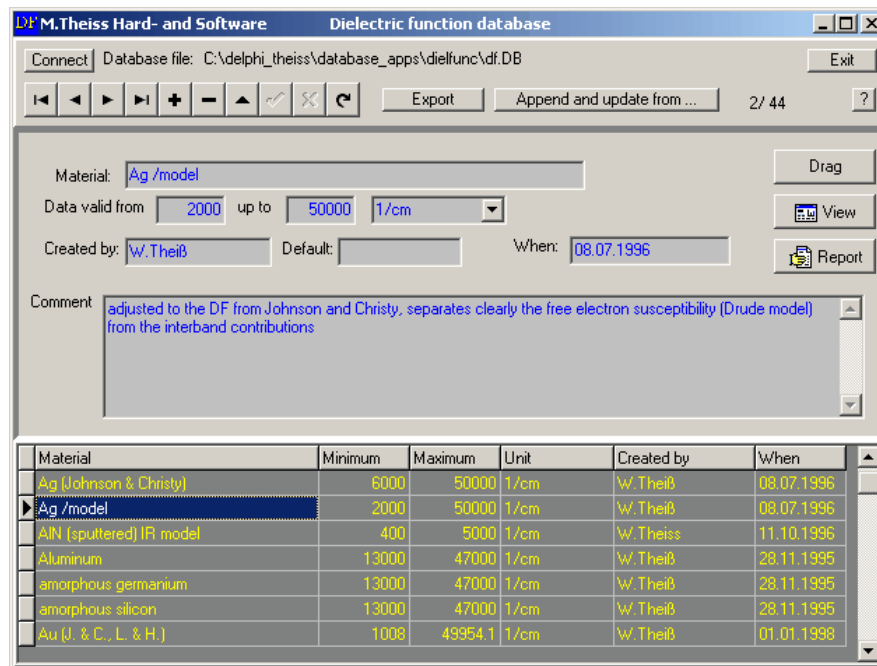 DF M.Theiss Hard- and Software Dielectric function database
Connect Database file: C:\delphi_theiss\database_apps\dielfunc\df.DB Exit
Export Append and update from ... 2/ 44 ?
Material: Ag /model Drag
Data valid from 2000 up to 50000 1/cm View
Created by: W.Theiß Default: When: 08.07.1996 Report
Comment adjusted to the DF from Johnson and Christy, separates clearly the free electron susceptibility (Drude model)
from the interband contributions
Material Minimum Maximum Unit Created by When
Ag (Johnson & Christy) 6000 50000 1/cm W.Theiß 08.07.1996
Ag /model 2000 50000 1/cm W.Theiß 08.07.1996
AlN (sputtered) IR model 400 5000 1/cm W.Theiss 11.10.1996
Aluminum 13000 47000 1/cm W.Theiß 28.11.1995
amorphous germanium 13000 47000 1/cm W.Theiß 28.11.1995
amorphous silicon 13000 47000 1/cm W.Theiß 28.11.1995
Au (J. & C., L. & H.) 1008 49954.1 1/cm W.Theiß 01.01.1998